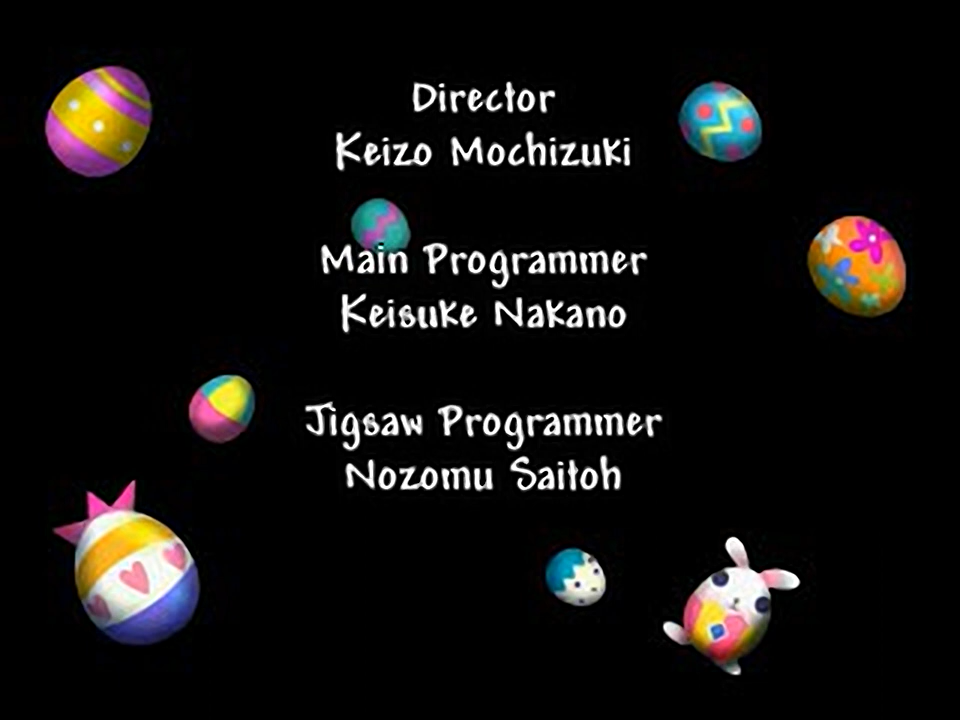 Director
Keizo Mochizuki
Main Programmer
Keisuke Nakano
Jigsaw Programmer
Nozomu Saitoh